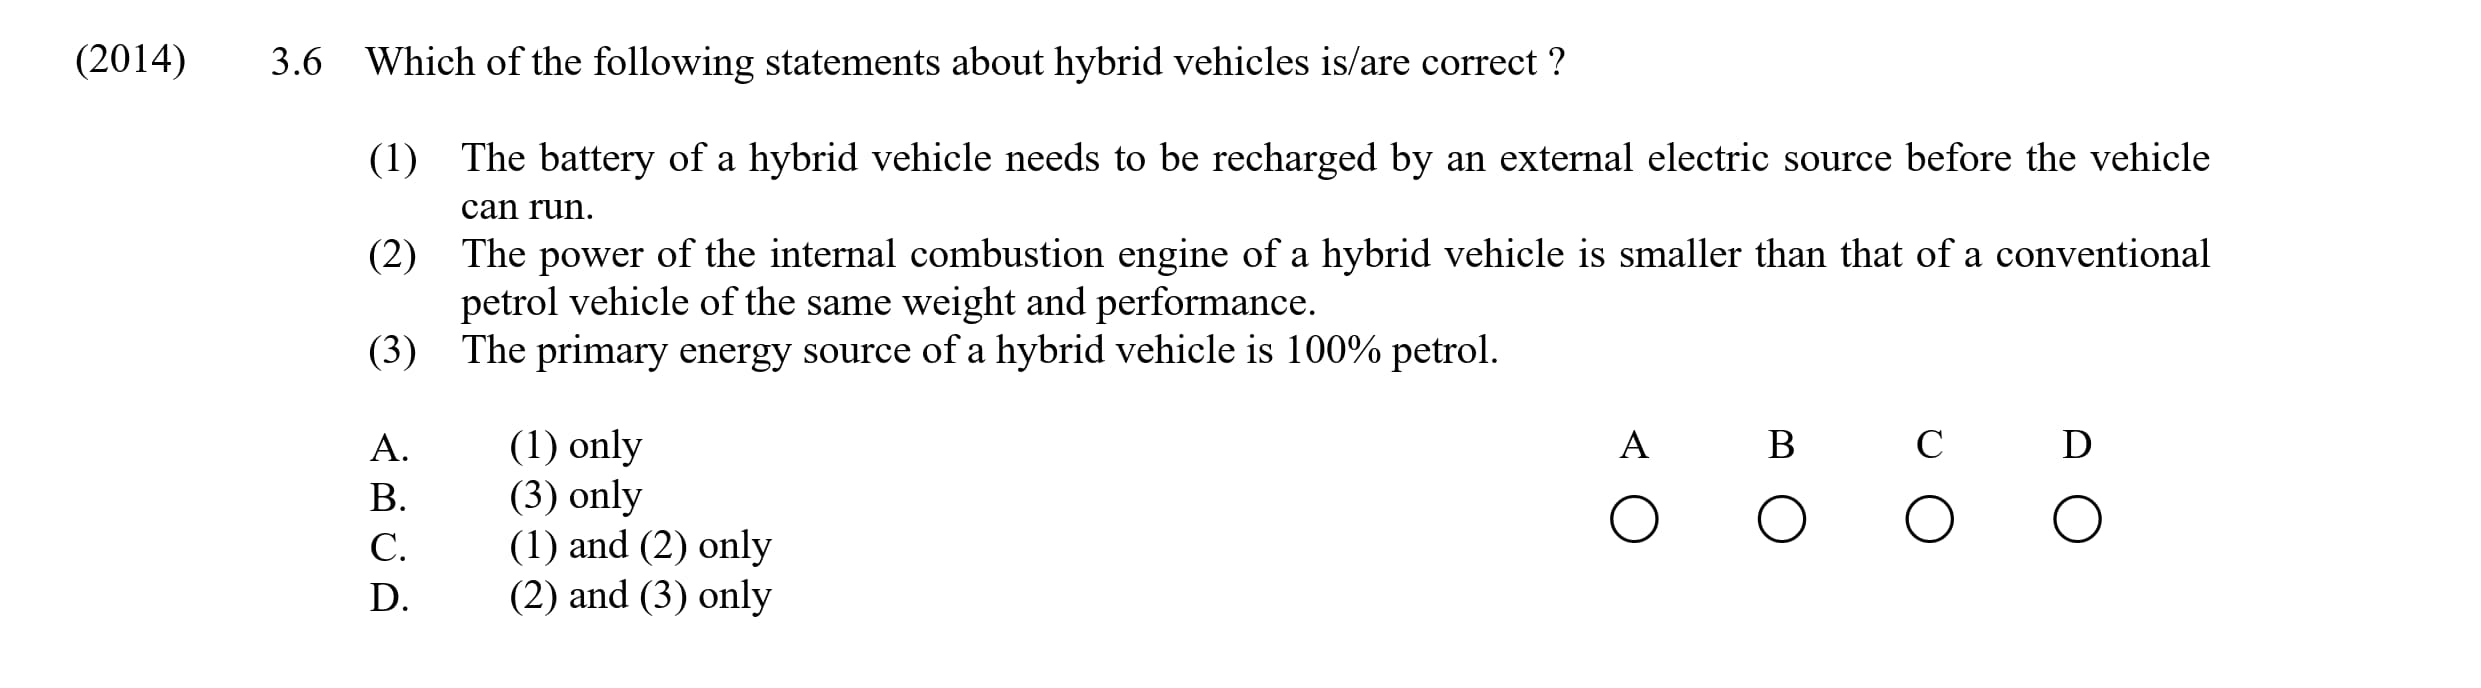 (2014) 3.6 Which of the following statements about hybrid vehicles is/are correct ?
(1) The battery of a hybrid vehicle needs to be recharged by an external electric source before the vehicle
can run.
(2) The power of the internal combustion engine of a hybrid vehicle is smaller than that of a conventional
petrol vehicle of the same weight and performance.
(3) The primary energy source of a hybrid vehicle is 100% petrol.
A. (1) only A B C D
B. (3) only
C. (1) and (2) only
D. (2) and (3) only